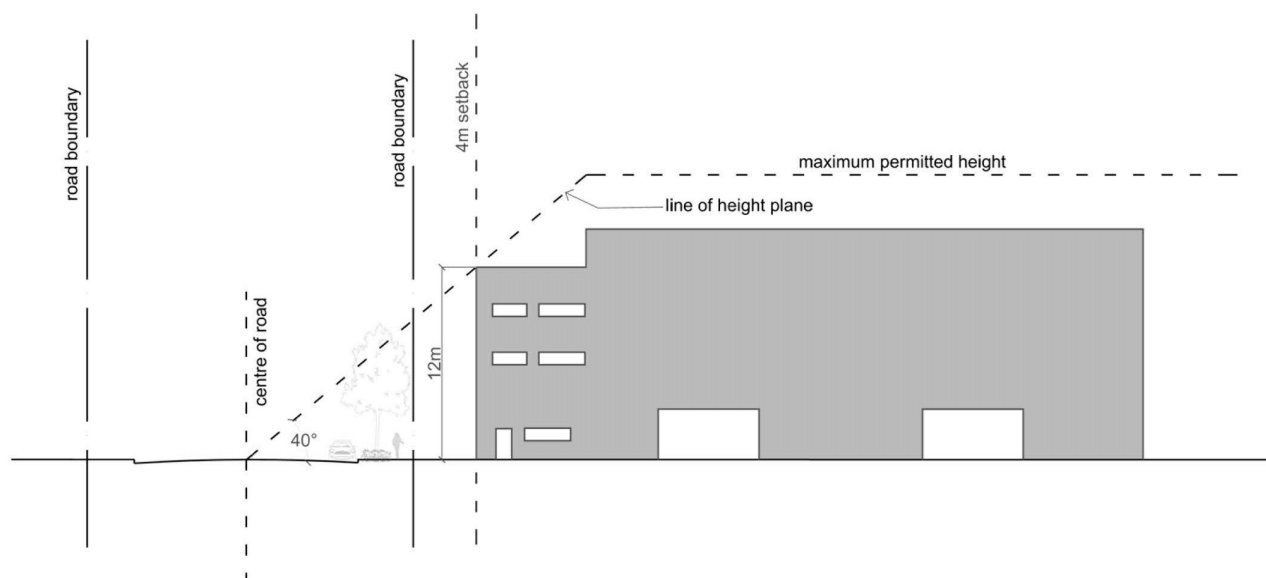 road boundary
centre of road
40°
road boundary
12m
4m setback
maximum permitted height
line of height plane